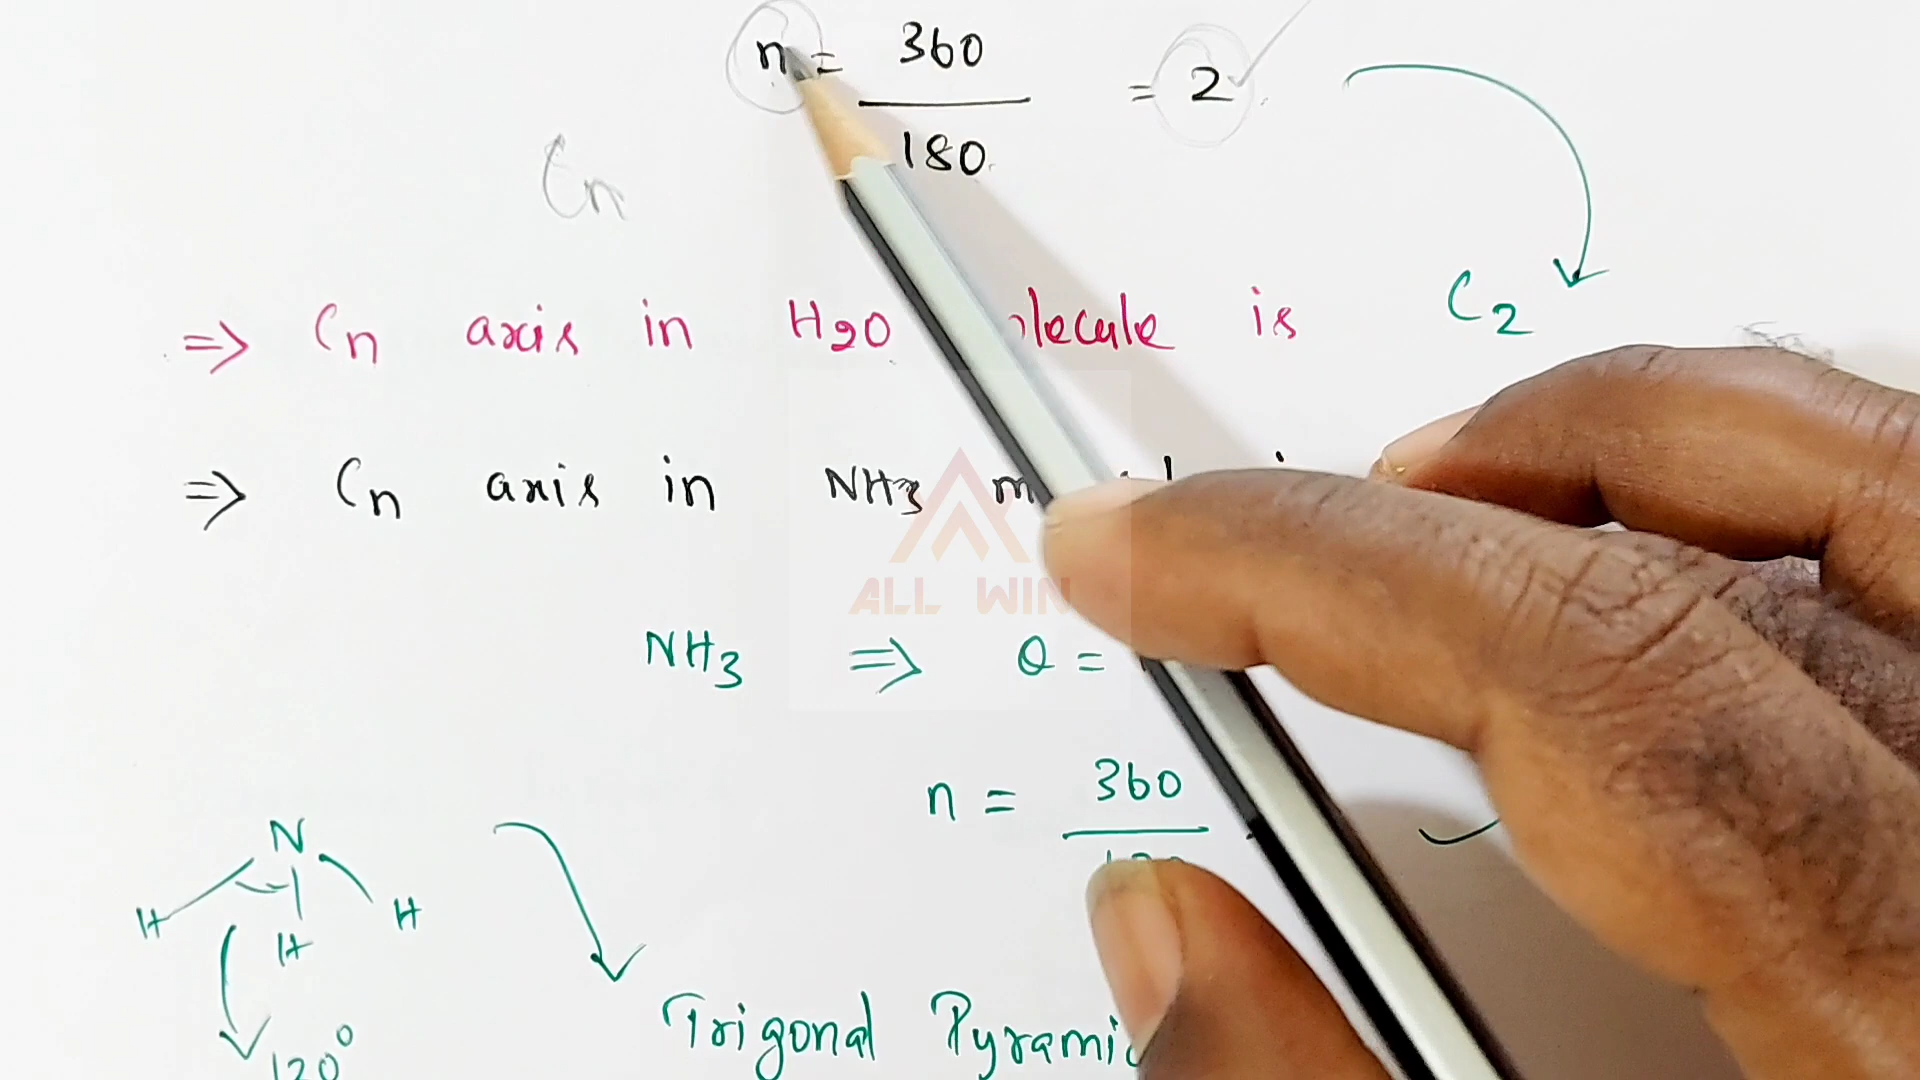 n = 360 / 180 = 2
Cn
⇒ Cn axis in H2O molecule is C2
⇒ Cn axis in NH3
ALL WIN
NH3 ⇒ θ =
n = 360
N
H H H
120°
Trigonal Pyrami